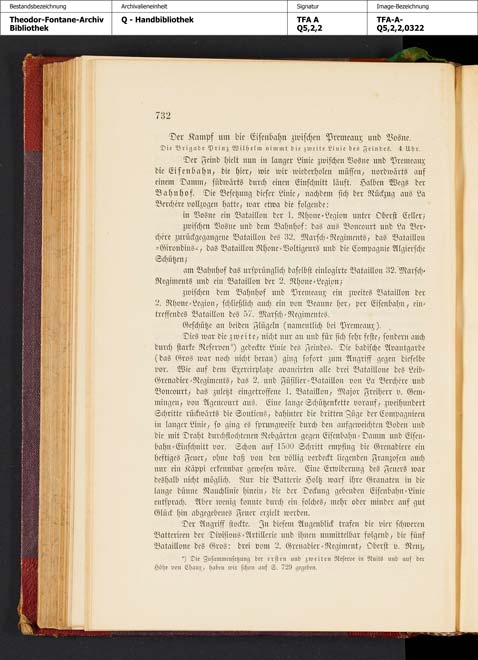 Bestandsbezeichnung
Archivalieneinheit
Signatur
Image-Bezeichnung
Theodor-Fontane-Archiv
Bibliothek
Q - Handbibliothek
TFA A
Q5,2,2
TFA-A-
Q5,2,2,0322
732
Der Kampf um die Eisenbahn zwischen Premeaux und Vosne.
Die Brigade Prinz Wilhelm nimmt die zweite Linie des Feindes. 4 Uhr.
Der Feind hielt nun in langer Linie zwischen Vosne und Premeaux
die Eisenbahn, die hier, wie wir wiederholen müssen, nordwärts auf
einem Damm, südwärts durch einen Einschnitt läuft. Halben Wegs der
Bahnhof. Die Besetzung dieser Linie, nachdem sich der Rückzug aus La
Berchère vollzogen hatte, war etwa die folgende:
in Vosne ein Bataillon der 1. Rhone-Legion unter Oberst Celler;
zwischen Vosne und dem Bahnhof: das aus Boncourt und La Ber-
chère zurückgegangene Bataillon des 32. Marsch-Regiments, das Bataillon
»Girondins«, das Bataillon Rhone-Voltigeurs und die Compagnie Algiersche
Schützen;
am Bahnhof das ursprünglich daselbst einlogirte Bataillon 32. Marsch-
Regiments und ein Bataillon der 2. Rhone-Legion;
zwischen dem Bahnhof und Premeaux ein zweites Bataillon der
2. Rhone-Legion, schließlich auch ein von Beaune her, per Eisenbahn, ein-
treffendes Bataillon des 57. Marsch-Regimentes.
Geschütze an beiden Flügeln (namentlich bei Premeaux).
Dies war die zweite, nicht nur an und für sich sehr feste, sondern auch
durch starke Reserven*) gedeckte Linie des Feindes. Die badische Avantgarde
(das Gros war noch nicht heran) ging sofort zum Angriff gegen dieselbe
vor. Wie auf dem Exercirplatze avancirten alle drei Bataillone des Leib-
Grenadier-Regiments, das 2. und Füsilier-Bataillon von La Berchère und
Boncourt, das zuletzt eingetroffene 1. Bataillon, Major Freiherr v. Gem-
mingen, von Agencourt aus. Eine lange Schützenkette vorauf, zweihundert
Schritte rückwärts die Soutiens, dahinter die dritten Züge der Compagnieen
in langer Linie, so ging es sprungweise durch den aufgeweichten Boden und
die mit Draht durchflochtenen Rebgärten gegen Eisenbahn-Damm und Eisen-
bahn-Einschnitt vor. Schon auf 1500 Schritt empfing die Grenadiere ein
heftiges Feuer, ohne daß von den völlig verdeckt liegenden Franzosen auch
nur ein Käppi erkennbar gewesen wäre. Eine Erwiderung des Feuers war
deshalb nicht möglich. Nur die Batterie Holtz warf ihre Granaten in die
lange dünne Rauchlinie hinein, die der Deckung gebenden Eisenbahn-Linie
entsprach. Aber wenig konnte durch ein solches, mehr oder minder auf gut
Glück hin abgegebenes Feuer erzielt werden.
Der Angriff stockte. In diesem Augenblick trafen die vier schweren
Batterieen der Divisions-Artillerie und ihnen unmittelbar folgend, die fünf
Bataillone des Gros: drei vom 2. Grenadier-Regiment, Oberst v. Renz,
*) Die Zusammensetzung der ersten und zweiten Reserve in Nuits und auf der
Höhe von Chaux, haben wir schon auf S. 729 gegeben.